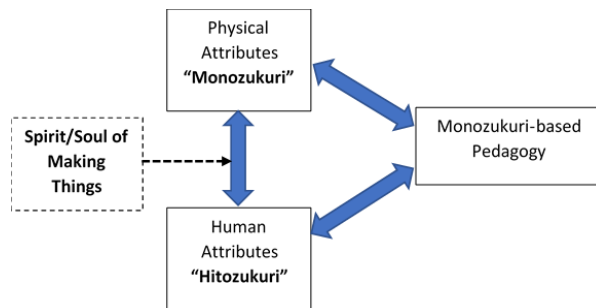 Physical
Attributes
“Monozukuri”
Spirit/Soul of
Making
Things
Monozukuri-based
Pedagogy
Human
Attributes
“Hitozukuri”